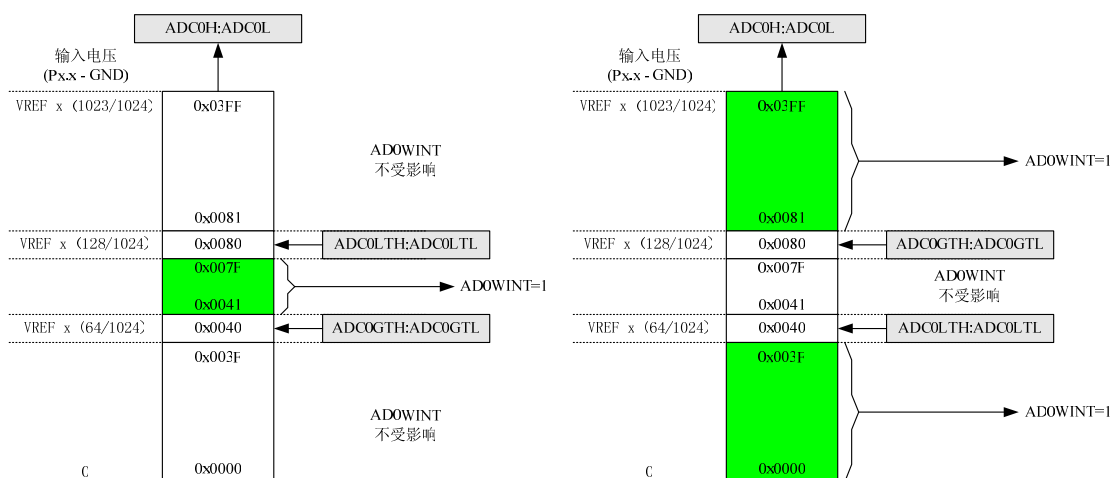 ADC0H:ADC0L
输入电压
(Px.x - GND)
VREF x (1023/1024)
0x03FF
AD0WINT
不受影响
0x0081
VREF x (128/1024)
0x0080
ADC0LTH:ADC0LTL
0x007F
AD0WINT=1
0x0041
VREF x (64/1024)
0x0040
ADC0GTH:ADC0GTL
0x003F
AD0WINT
不受影响
0x0000
C
ADC0H:ADC0L
输入电压
(Px.x - GND)
VREF x (1023/1024)
0x03FF
AD0WINT=1
0x0081
VREF x (128/1024)
0x0080
ADC0GTH:ADC0GTL
0x007F
AD0WINT
不受影响
0x0041
VREF x (64/1024)
0x0040
ADC0LTH:ADC0LTL
0x003F
AD0WINT=1
0x0000
C